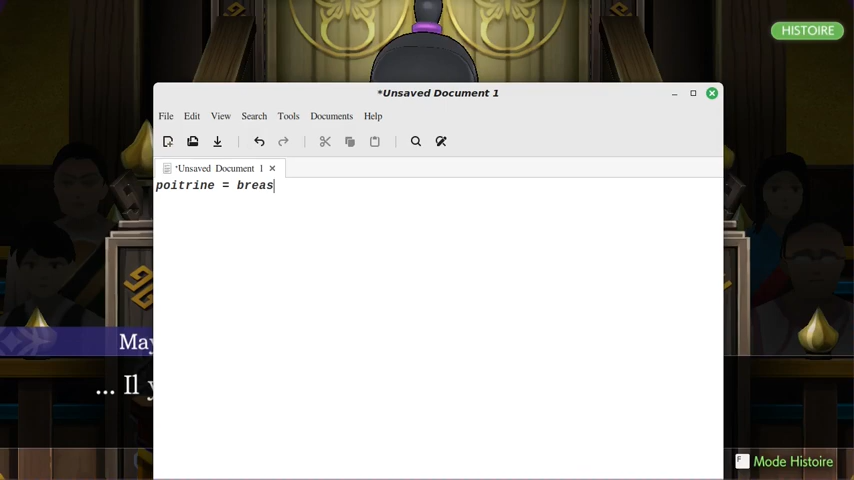 HISTOIRE
*Unsaved Document 1
File Edit View Search Tools Documents Help
*Unsaved Document 1
poitrine = breas
May
... Il y
F Mode Histoire